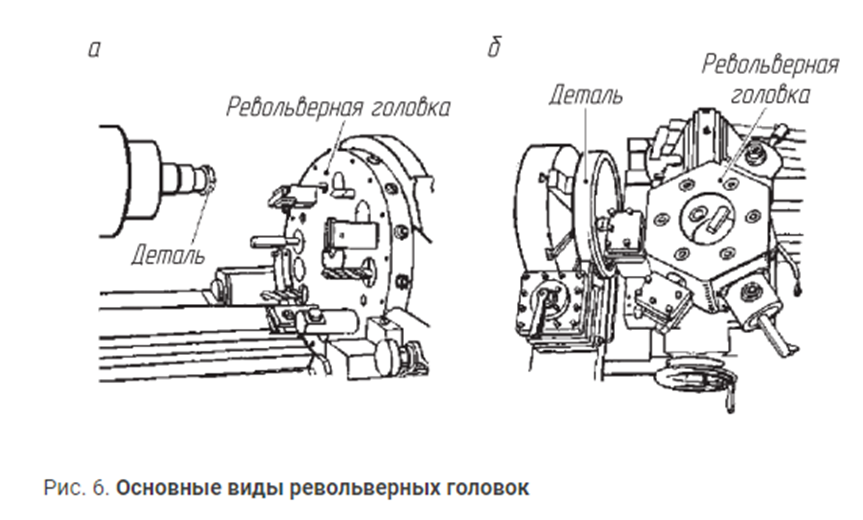 а
Револьверная головка
Деталь
б
Деталь
Револьверная
головка
Рис. 6. Основные виды револьверных головок